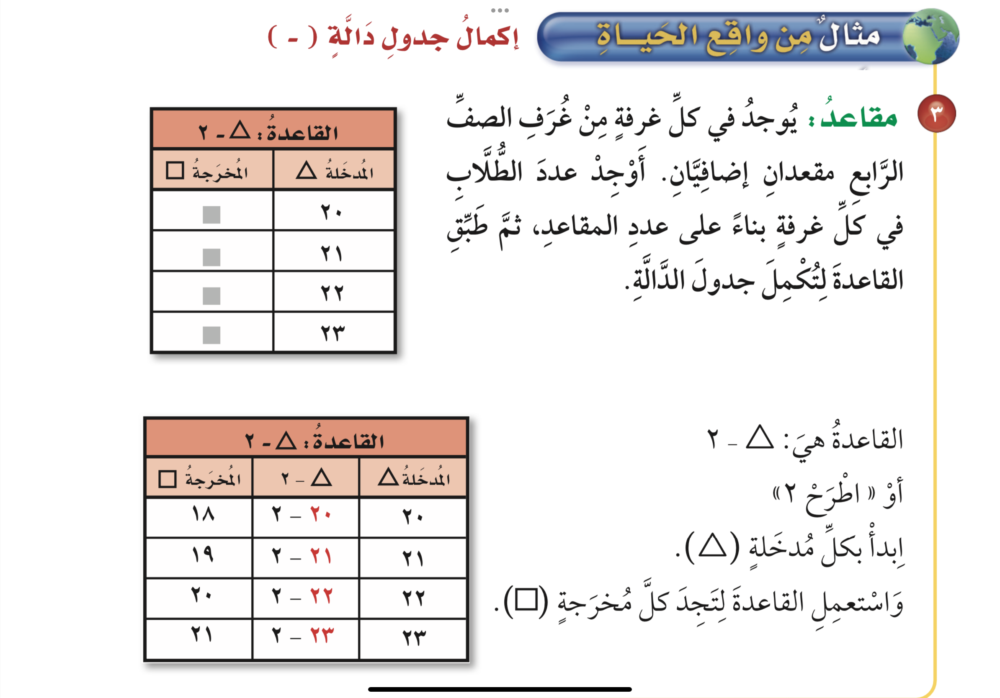 مثالٌ مِن واقِع الحَيـاةِ
إكمالُ جدولِ دَالَّةٍ ( - )
٣
مقاعدُ: يُوجدُ في كلِّ غرفةٍ مِنْ غُرَفِ الصفِّ
الرَّابعِ مقعدانِ إضافِيَّانِ. أَوْجِدْ عددَ الطُّلَّابِ
في كَلِّ غرفةٍ بناءً على عددِ المقاعدِ، ثمَّ طَبِّقِ
القاعدةَ لِتُكْمِلَ جدولَ الدَّالَّةِ.
القاعدةُ: △ - ٢
المُدخَلةُ △ المُخرَجةُ □
٢٠
٢١
٢٢
٢٣
القاعدةُ هيَ: △ – ٢
أوْ « اطْرَحْ ٢ »
اِبدأْ بكلِّ مُدخَلةٍ (△).
وَاسْتعمِلِ القاعدةَ لِتَجِدَ كلَّ مُخرَجةٍ (□).
القاعدةُ: △ - ٢
المُدخَلةُ △ △ – ٢ المُخرَجةُ □
٢٠ ٢٠ – ٢ ١٨
٢١ ٢١ – ٢ ١٩
٢٢ ٢٢ – ٢ ٢٠
٢٣ ٢٣ – ٢ ٢١